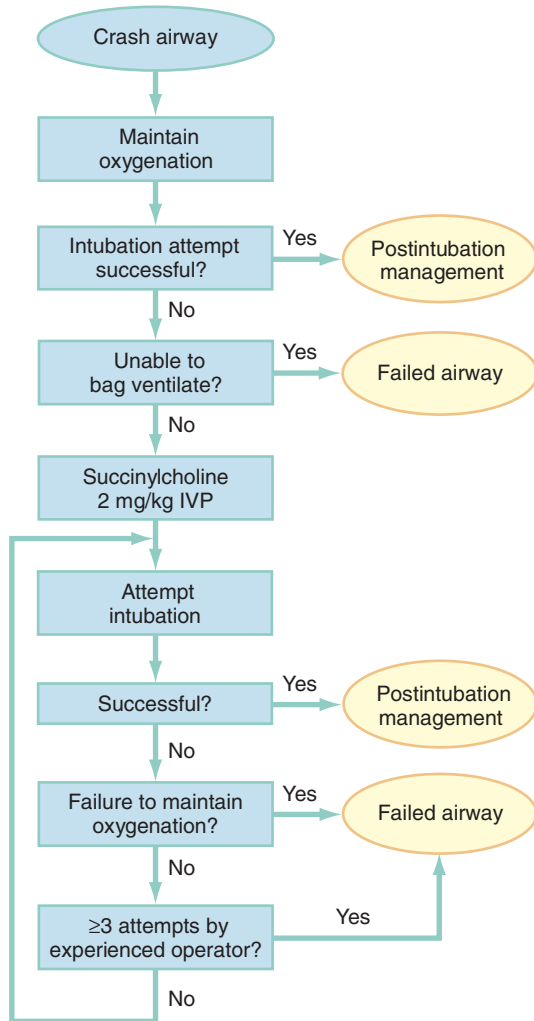 Crash airway
Maintain
oxygenation
Intubation attempt
successful?
Yes
Postintubation
management
No
Unable to
bag ventilate?
Yes
Failed airway
No
Succinylcholine
2 mg/kg IVP
Attempt
intubation
Successful?
Yes
Postintubation
management
No
Failure to maintain
oxygenation?
Yes
Failed airway
No
≥3 attempts by
experienced operator?
Yes
No